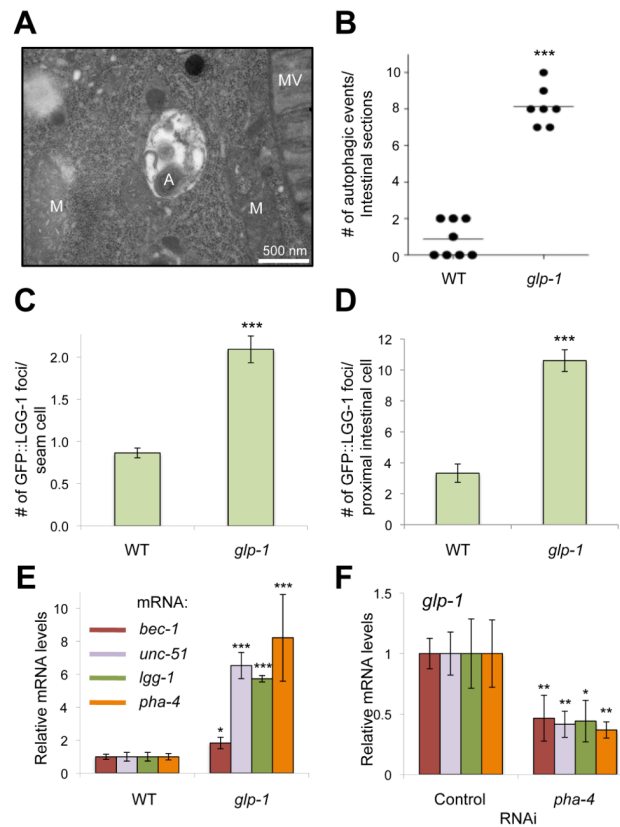 A
MV
A
M
M
500 nm
B
# of autophagic events/
Intestinal sections
10
8
6
4
2
0
***
WT
glp-1
C
# of GFP::LGG-1 foci/
seam cell
2.0
1.5
1.0
0.5
0.0
***
WT
glp-1
D
# of GFP::LGG-1 foci/
proximal intestinal cell
12
10
8
6
4
2
0
***
WT
glp-1
E
Relative mRNA levels
10
8
6
4
2
0
mRNA:
bec-1
unc-51
lgg-1
pha-4
*
***
***
***
WT
glp-1
F
Relative mRNA levels
glp-1
1.5
1
0.5
0
**
**
*
**
Control
pha-4
RNAi